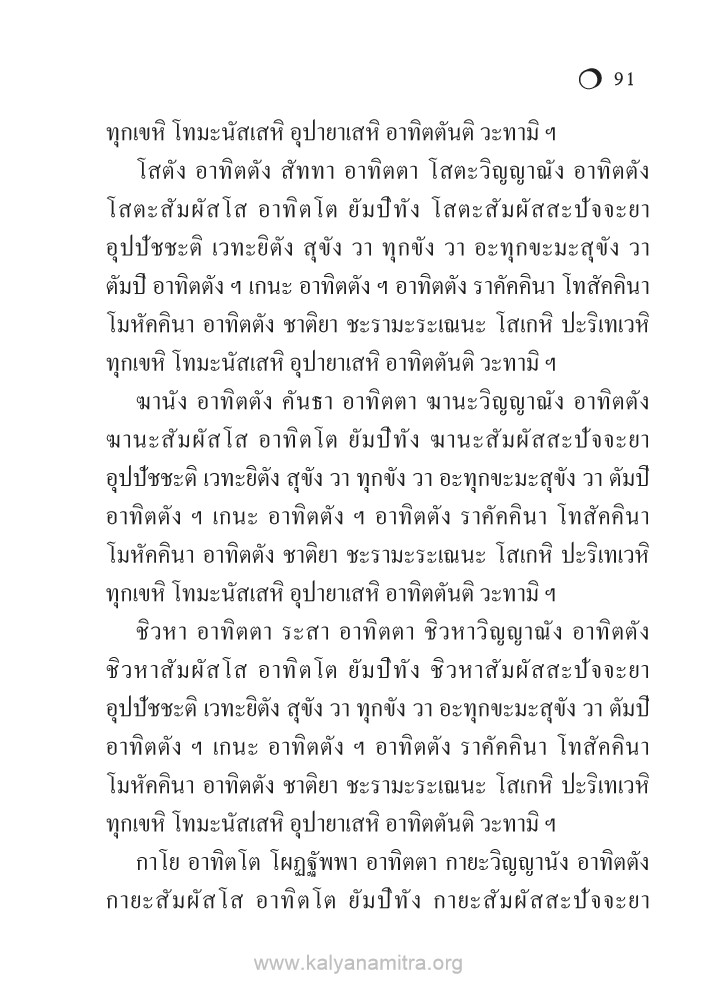 91
ทุกเขหิ โทมะนัสเสหิ อุปายาเสหิ อาทิตตันติ วะทามิ ฯ
โสตัง อาทิตตัง สัททา อาทิตตา โสตะวิญญาณัง อาทิตตัง
โสตะสัมผัสโส อาทิตโต ยัมปิทัง โสตะสัมผัสสะปัจจะยา
อุปปัชชะติ เวทะยิตัง สุขัง วา ทุกขัง วา อะทุกขะมะสุขัง วา
ตัมปิ อาทิตตัง ฯ เกนะ อาทิตตัง ฯ อาทิตตัง ราคัคคินา โทสัคคินา
โมหัคคินา อาทิตตัง ชาติยา ชะรามะระเณนะ โสเกหิ ปะริเทเวหิ
ทุกเขหิ โทมะนัสเสหิ อุปายาเสหิ อาทิตตันติ วะทามิ ฯ
ฆานัง อาทิตตัง คันธา อาทิตตา ฆานะวิญญาณัง อาทิตตัง
ฆานะสัมผัสโส อาทิตโต ยัมปิทัง ฆานะสัมผัสสะปัจจะยา
อุปปัชชะติ เวทะยิตัง สุขัง วา ทุกขัง วา อะทุกขะมะสุขัง วา ตัมปิ
อาทิตตัง ฯ เกนะ อาทิตตัง ฯ อาทิตตัง ราคัคคินา โทสัคคินา
โมหัคคินา อาทิตตัง ชาติยา ชะรามะระเณนะ โสเกหิ ปะริเทเวหิ
ทุกเขหิ โทมะนัสเสหิ อุปายาเสหิ อาทิตตันติ วะทามิ ฯ
ชิวหา อาทิตตา ระสา อาทิตตา ชิวหาวิญญาณัง อาทิตตัง
ชิวหาสัมผัสโส อาทิตโต ยัมปิทัง ชิวหาสัมผัสสะปัจจะยา
อุปปัชชะติ เวทะยิตัง สุขัง วา ทุกขัง วา อะทุกขะมะสุขัง วา ตัมปิ
อาทิตตัง ฯ เกนะ อาทิตตัง ฯ อาทิตตัง ราคัคคินา โทสัคคินา
โมหัคคินา อาทิตตัง ชาติยา ชะรามะระเณนะ โสเกหิ ปะริเทเวหิ
ทุกเขหิ โทมะนัสเสหิ อุปายาเสหิ อาทิตตันติ วะทามิ ฯ
กาโย อาทิตโต โผฏฐัพพา อาทิตตา กายะวิญญานัง อาทิตตัง
กายะสัมผัสโส อาทิตโต ยัมปิทัง กายะสัมผัสสะปัจจะยา
www.kalyanamitra.org